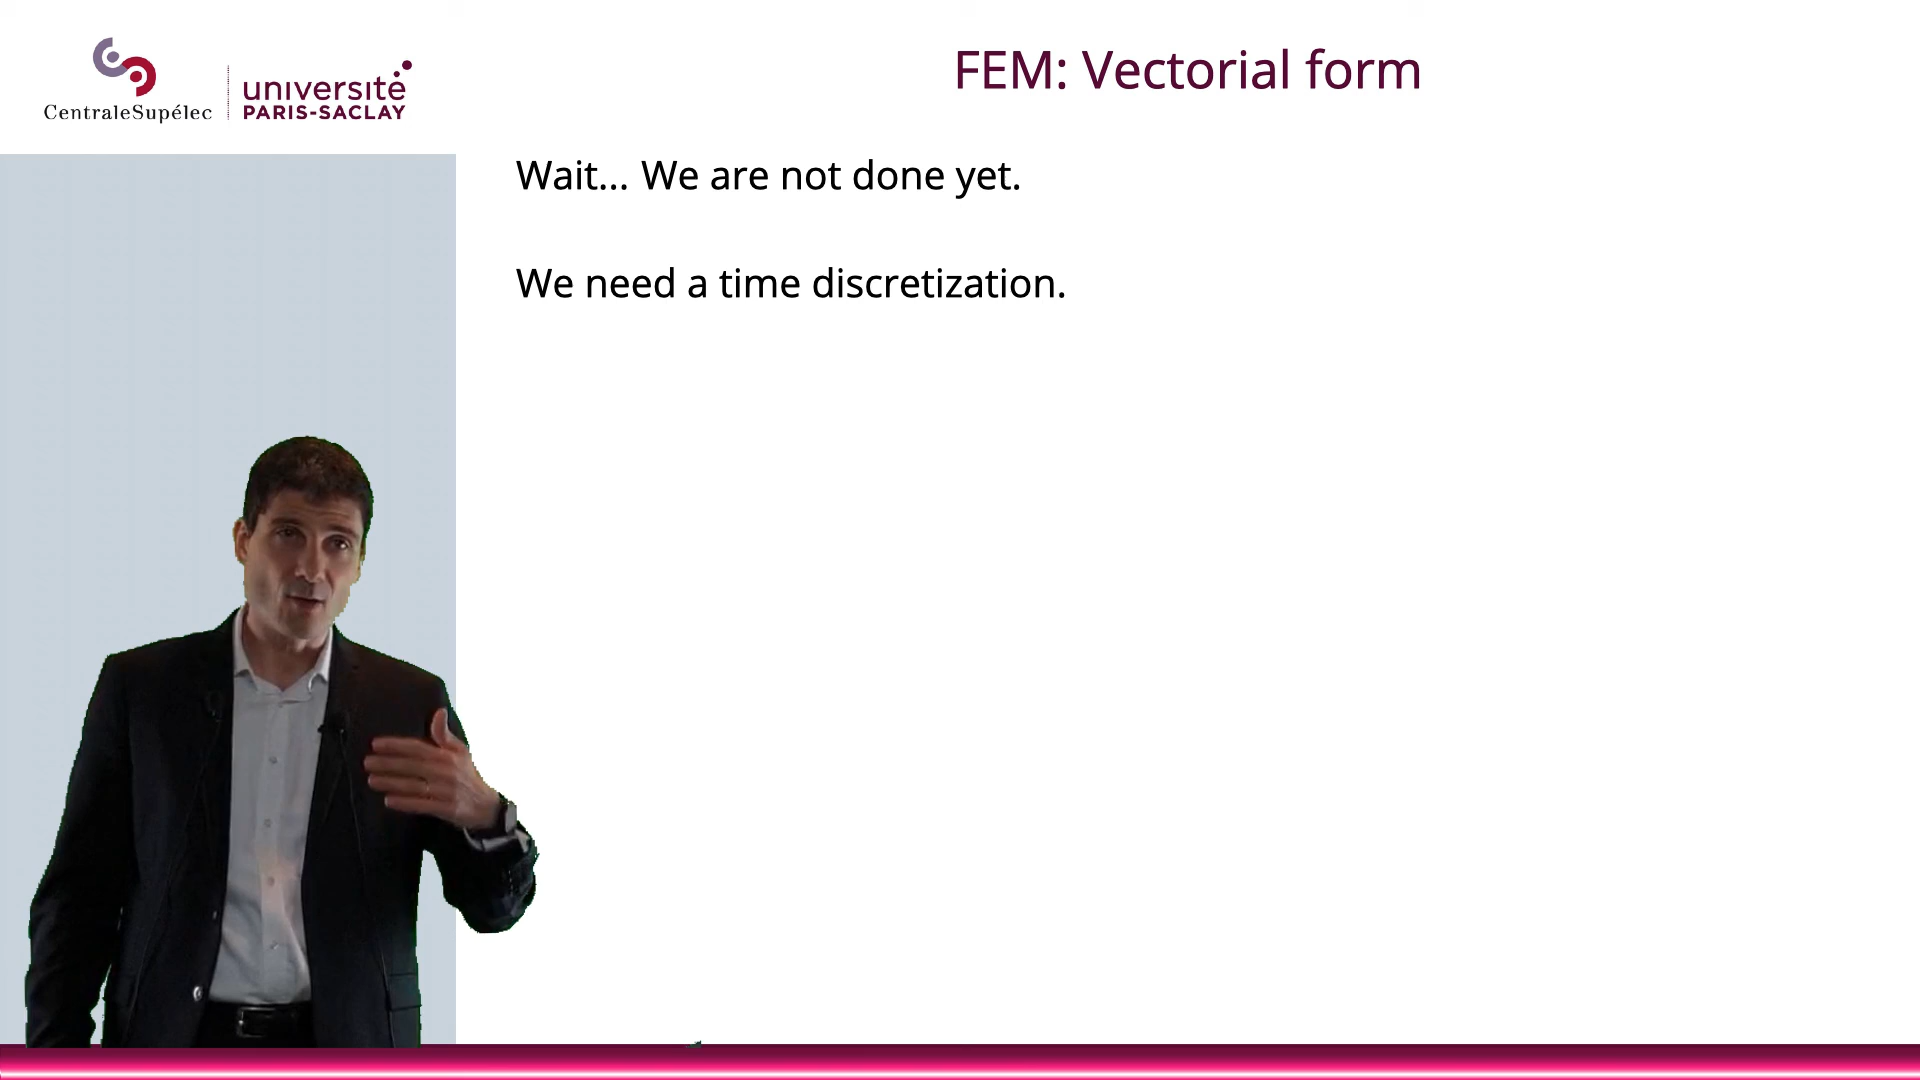 CentraleSupélec
université
PARIS-SACLAY
FEM: Vectorial form
Wait... We are not done yet.
We need a time discretization.